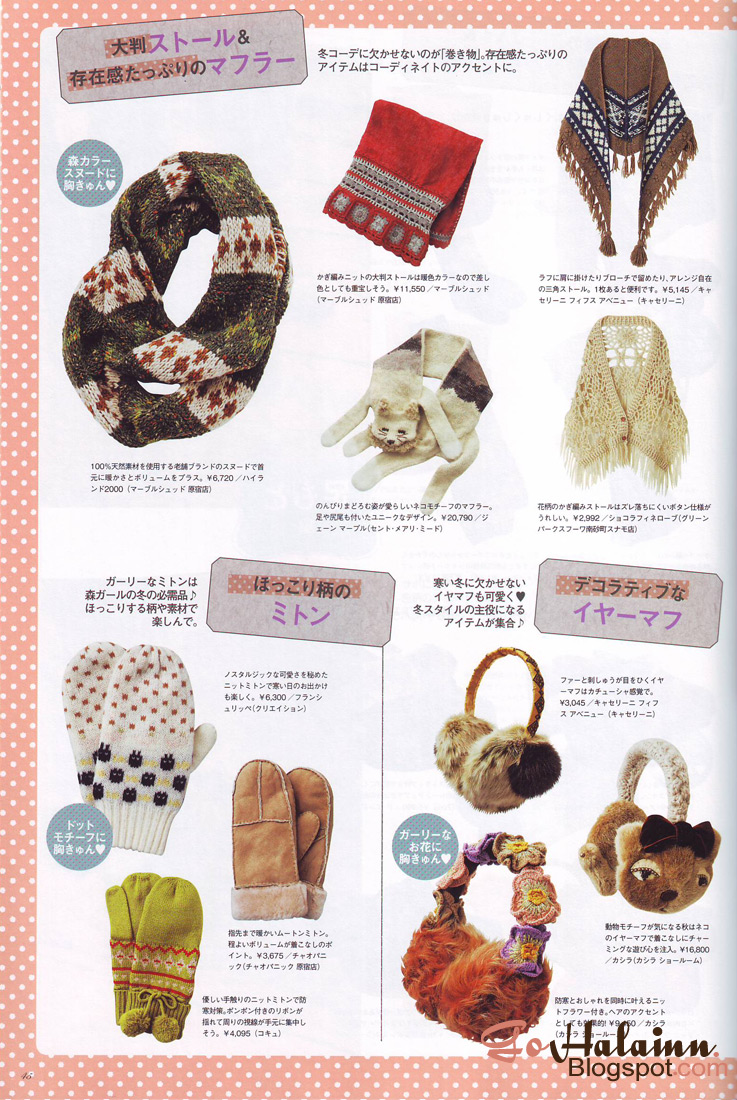 大判ストール&
存在感たっぷりのマフラー
冬コーデに欠かせないのが「巻き物」。存在感たっぷりの
アイテムはコーディネイトのアクセントに。
森カラー
スヌードに
胸きゅん♥
かぎ編みニットの大判ストールは暖色カラーなので差し
色としても重宝しそう。¥11,550／マーブルシュッド
(マーブルシュッド 原宿店)
ラフに肩に掛けたりブローチで留めたり、アレンジ自在
の三角ストール。1枚あると便利です。¥5,145／キャ
セリーニ フィフス アベニュー（キャセリーニ）
100%天然素材を使用する老舗ブランドのスヌードで首
元に暖かさとボリュームをプラス。¥6,720／ハイラ
ンド2000（マーブルシュッド 原宿店）
のんびりまどろむ姿が愛らしいネコモチーフのマフラー。
足や尻尾も付いたユニークなデザイン。¥20,790／ジ
ェーン マーブル(セント・メアリ・ミード)
花柄のかぎ編みストールはズレ落ちにくいボタン仕様が
うれしい。¥2,992／ショコラフィネローブ(グリーン
パークスフーワ南砂町スナモ店)
ガーリーなミトンは
森ガールの冬の必需品♪
ほっこりする柄や素材で
楽しんで。
ほっこり柄の
ミトン
寒い冬に欠かせない
イヤマフも可愛く♥
冬スタイルの主役になる
アイテムが集合♪
デコラティブな
イヤーマフ
ノスタルジックな可愛さを秘めた
ニットミトンで寒い日のお出かけ
も楽しく。¥6,300／フランシ
ュリッペ(クリエイション)
ファーと刺しゅうが目をひくイヤ
ーマフはカチューシャ感覚で。
¥3,045／キャセリーニ フィフ
ス アベニュー（キャセリーニ）
ドット
モチーフに
胸きゅん♥
ガーリーな
お花に
胸きゅん♥
指先まで暖かいムートンミトン。
程よいボリュームが着こなしのポ
イント。¥3,675／チャオパニ
ック(チャオパニック 原宿店)
動物モチーフが気になる秋はネコ
のイヤーマフで着こなしにチャー
ミングな遊び心を注入。¥16,800
／カシラ(カシラ ショールーム)
優しい手触りのニットミトンで防
寒対策。ポンポン付きのリボンが
揺れて周りの視線が手元に集中し
そう。¥4,095（コキュ）
防寒とおしゃれを同時に叶えるニッ
トフラワー付き。ヘアのアクセント
としても効果的! ¥9,450／カシラ
(カシラ ショールーム)
Go Halainn.
Blogspot.com
45